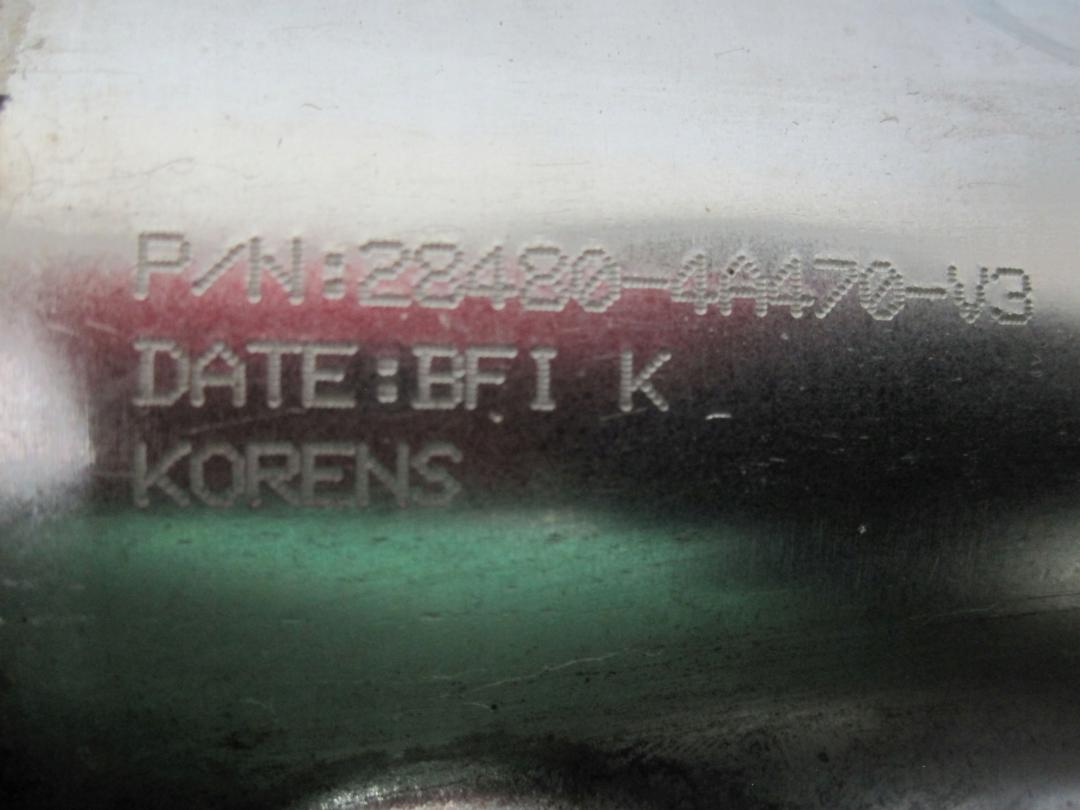 P/N:28480-4A470-V3
DATE:BFI K
KORENS